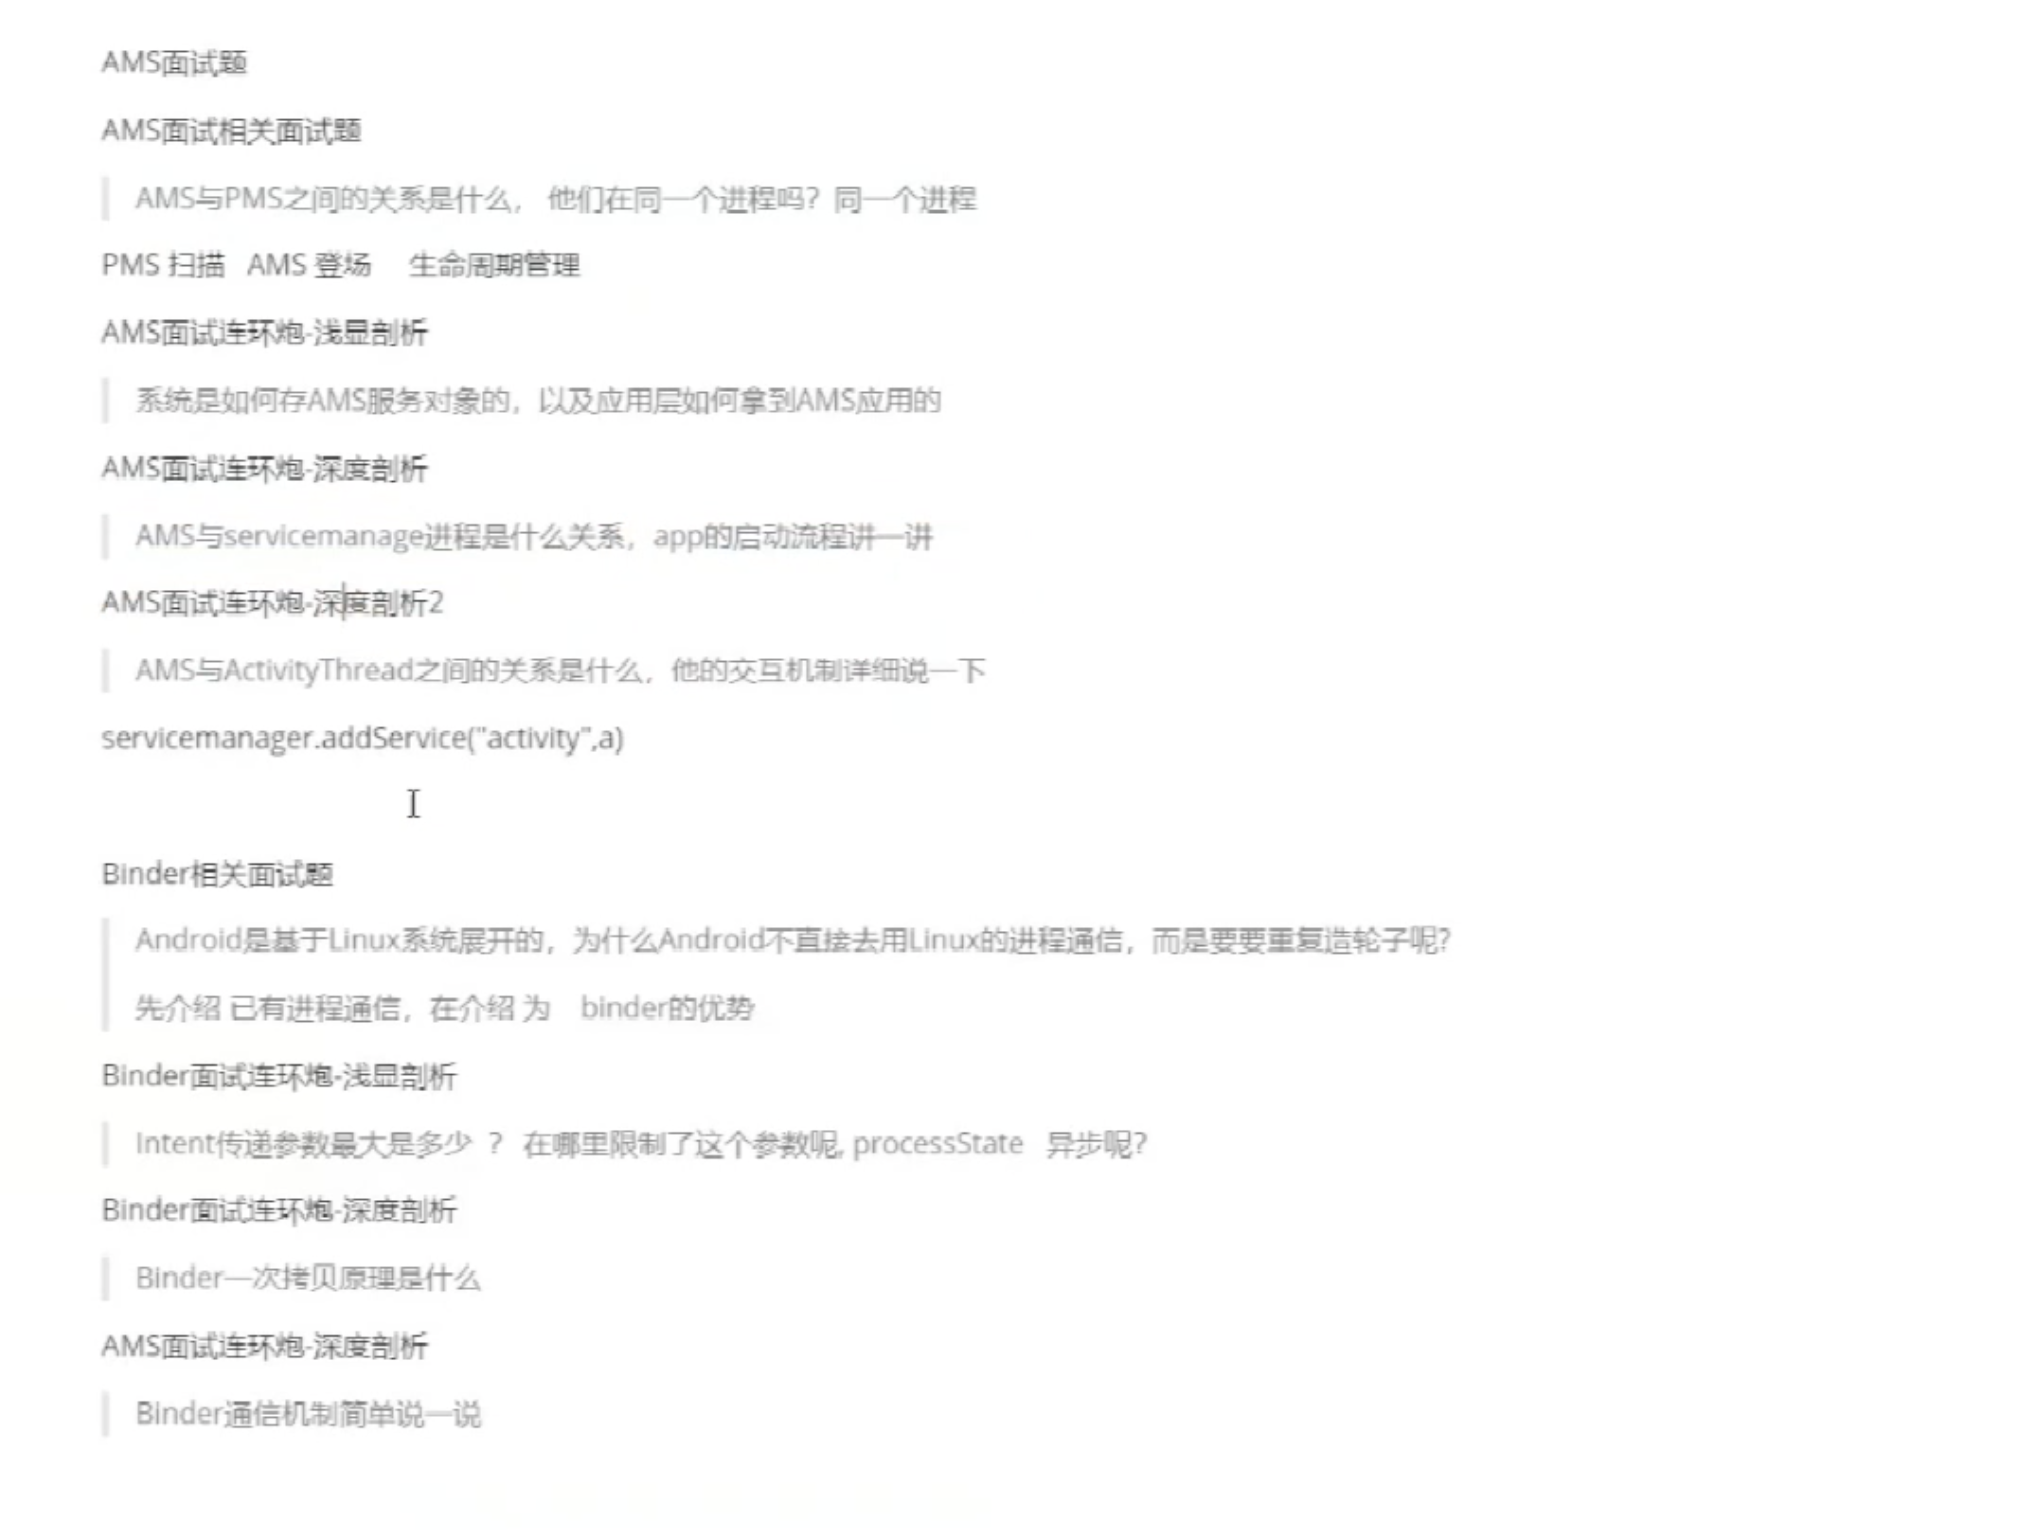 AMS面试题
AMS面试相关面试题
AMS与PMS之间的关系是什么， 他们在同一个进程吗？同一个进程
PMS 扫描 AMS 登场 生命周期管理
AMS面试连环炮-浅显剖析
系统是如何存AMS服务对象的，以及应用层如何拿到AMS应用的
AMS面试连环炮-深度剖析
AMS与servicemanage进程是什么关系，app的启动流程讲一讲
AMS面试连环炮-深度剖析2
AMS与ActivityThread之间的关系是什么，他的交互机制详细说一下
servicemanager.addService("activity",a)
Binder相关面试题
Android是基于Linux系统展开的，为什么Android不直接去用Linux的进程通信，而是要要重复造轮子呢?
先介绍 已有进程通信，在介绍 为 binder的优势
Binder面试连环炮-浅显剖析
Intent传递参数最大是多少 ？ 在哪里限制了这个参数呢, processState 异步呢?
Binder面试连环炮-深度剖析
Binder一次拷贝原理是什么
AMS面试连环炮-深度剖析
Binder通信机制简单说一说